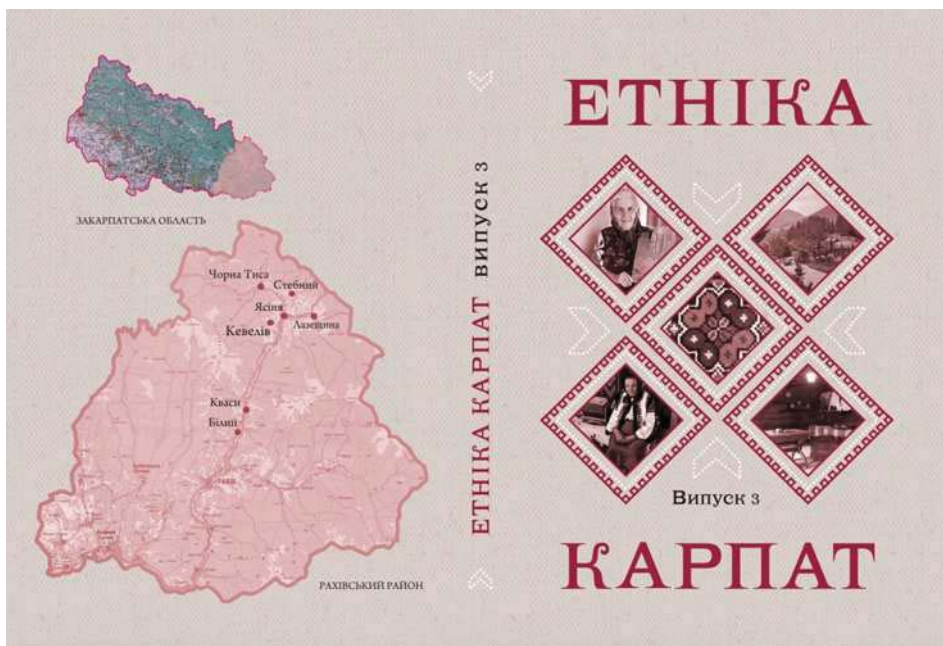 ЗАКАРПАТСЬКА ОБЛАСТЬ
Чорна Тиса
Стебний
Ясіня
Лазещина
Кевелів
Кваси
Білин
РАХІВСЬКИЙ РАЙОН
ЕТНІКА КАРПАТ ВИПУСК 3
ЕТНІКА
Випуск 3
КАРПАТ